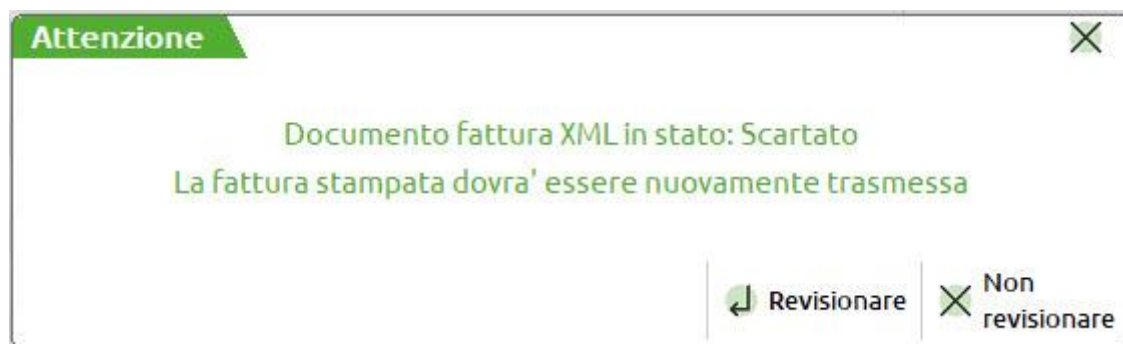 Attenzione
Documento fattura XML in stato: Scartato
La fattura stampata dovra' essere nuovamente trasmessa
Revisionare
Non
revisionare